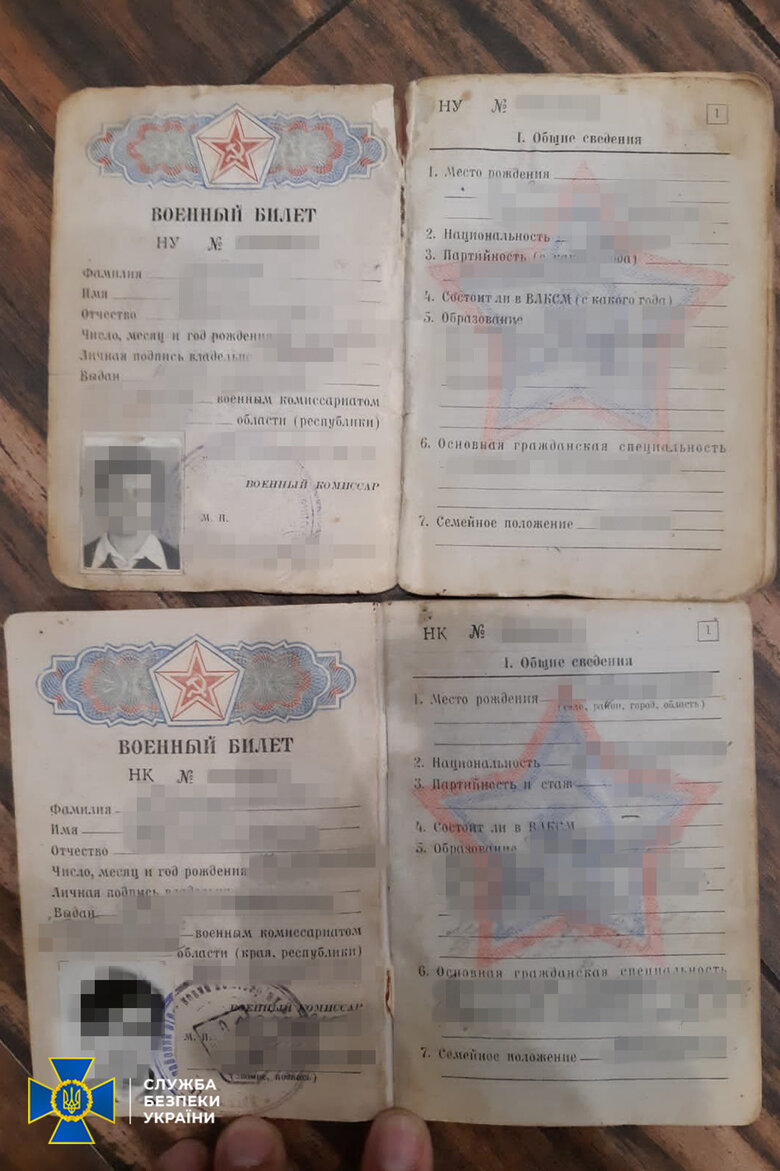 ВОЕННЫЙ БИЛЕТ
НУ №
Фамилия
Имя
Отчество
Число, месяц и год рождения
Личная подпись
Выдан
военным комиссариатом
области (республики)
ВОЕННЫЙ КОМИССАР
М. П.
НУ №
1
I. Общие сведения
1. Место рождения
2. Национальность
3. Партийность
4. Состоит ли в ВЛКСМ (с какого года)
5. Образование
6. Основная гражданская специальность
7. Семейное положение
ВОЕННЫЙ БИЛЕТ
НК №
Фамилия
Имя
Отчество
Число, месяц и год рождения
Личная подпись
Выдан
военным комиссариатом
области (края, республики)
ВОЕННЫЙ КОМИССАР
М. П.
НК №
1
I. Общие сведения
1. Место рождения
(село, район, город, область)
2. Национальность
3. Партийность и стаж
4. Состоит ли в ВЛКСМ
5. Образование
6. Основная гражданская специальность
7. Семейное положение
СЛУЖБА
БЕЗПЕКИ
УКРАЇНИ